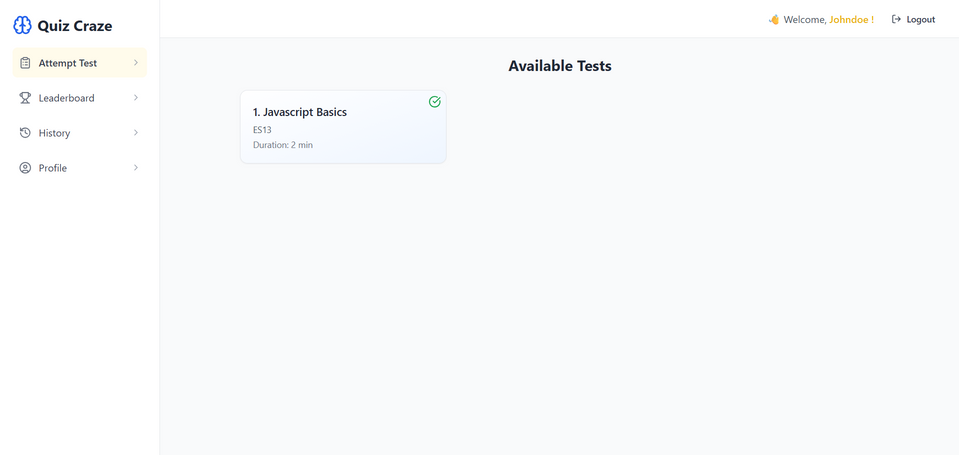 Quiz Craze
Attempt Test
Leaderboard
History
Profile
Welcome, Johndoe !
Logout
Available Tests
1. Javascript Basics
ES13
Duration: 2 min